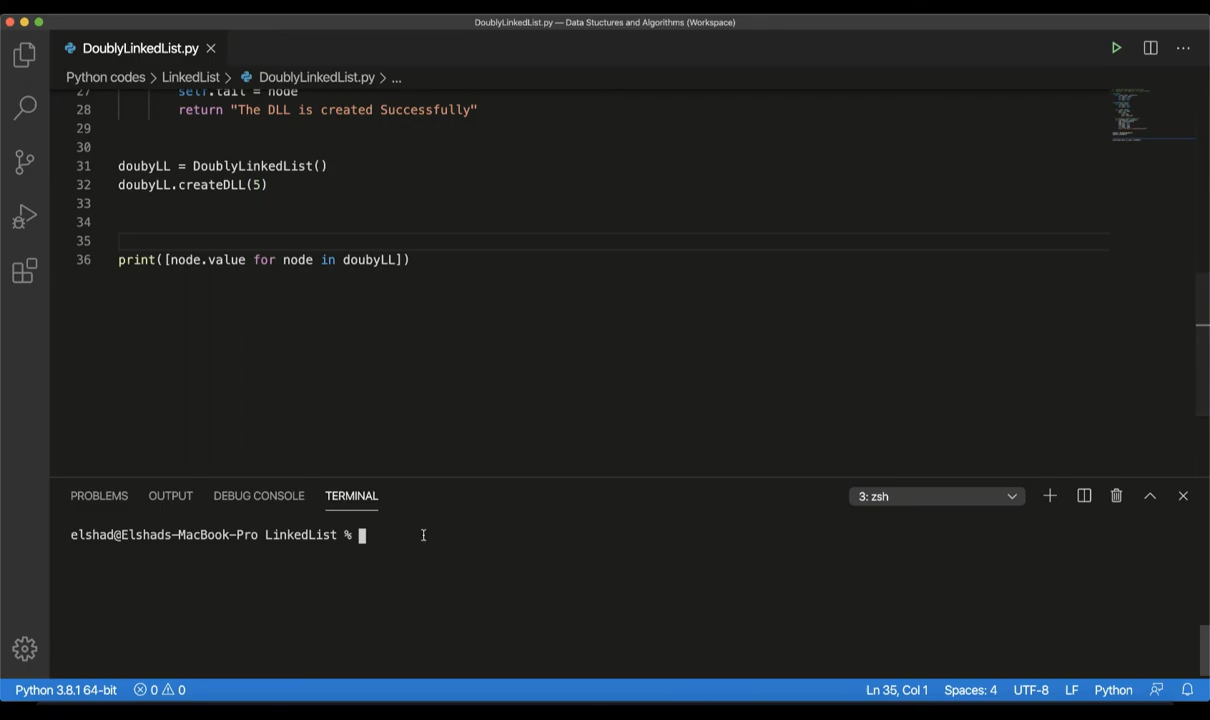 DoublyLinkedList.py — Data Stuctures and Algorithms (Workspace)
DoublyLinkedList.py
Python codes > LinkedList > DoublyLinkedList.py > ...
27 self.tail = node
28 return "The DLL is created Successfully"
29
30
31 doubyLL = DoublyLinkedList()
32 doubyLL.createDLL(5)
33
34
35
36 print([node.value for node in doubyLL])
PROBLEMS OUTPUT DEBUG CONSOLE TERMINAL 3: zsh
elshad@Elshads-MacBook-Pro LinkedList %
Python 3.8.1 64-bit 0 0 Ln 35, Col 1 Spaces: 4 UTF-8 LF Python